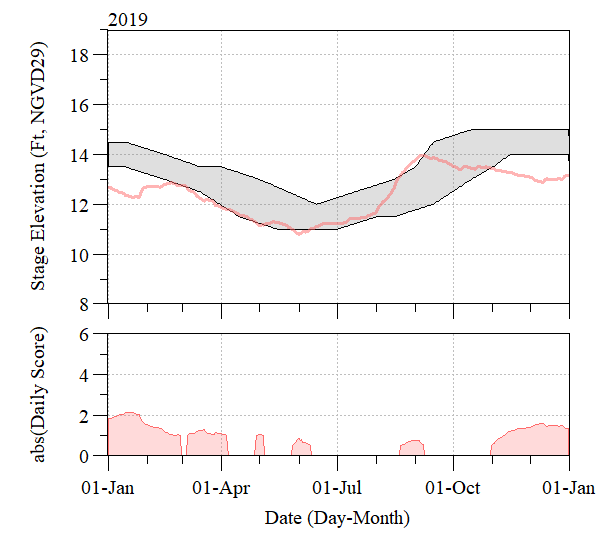 2019
Stage Elevation (Ft, NGVD29)
18
16
14
12
10
8
abs(Daily Score)
6
4
2
0
01-Jan 01-Apr 01-Jul 01-Oct 01-Jan
Date (Day-Month)